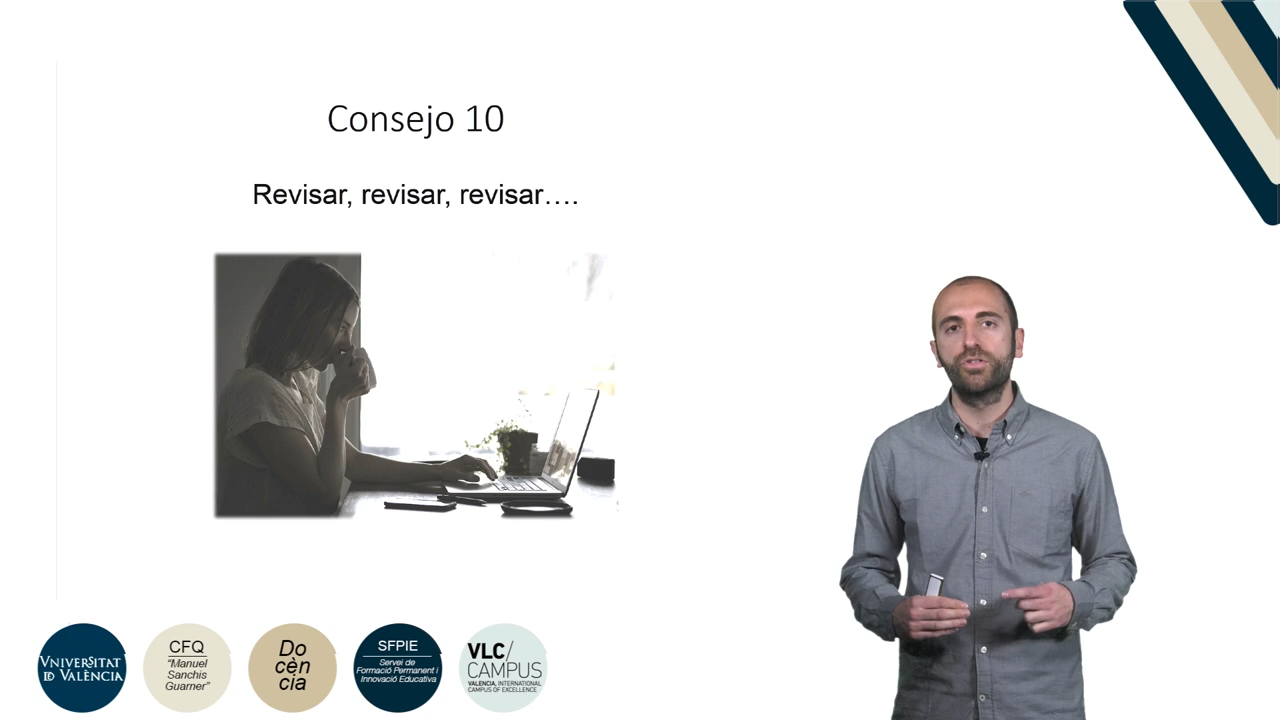 Consejo 10
Revisar, revisar, revisar….
VNIVERSITAT
ID VALÈNCIA
CFQ
"Manuel
Sanchis
Guarner"
Do
cèn
cia
SFPIE
Servei de
Formació Permanent i
Innovació Educativa
VLC/
CAMPUS
VALENCIA, INTERNATIONAL
CAMPUS OF EXCELLENCE